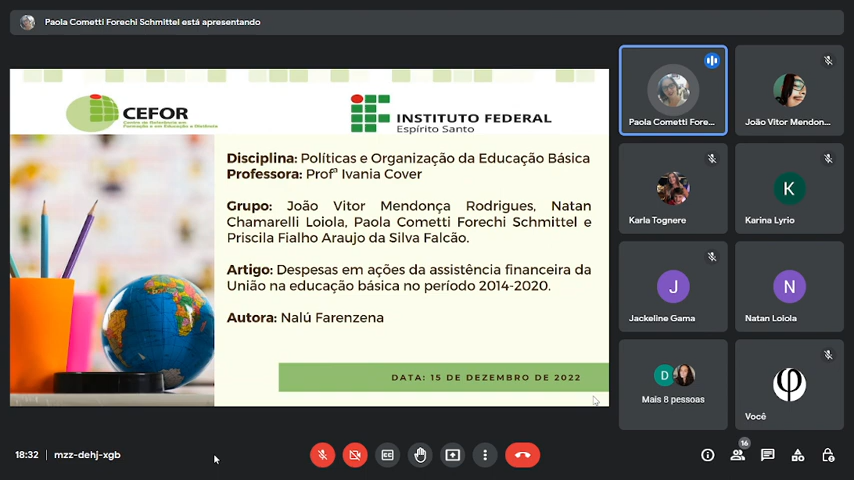 Paola Cometti Forechi Schmittel está apresentando
CEFOR
INSTITUTO FEDERAL
Espírito Santo
Disciplina: Políticas e Organização da Educação Básica
Professora: Profª Ivania Cover
Grupo: João Vitor Mendonça Rodrigues, Natan
Chamarelli Loiola, Paola Cometti Forechi Schmittel e
Priscila Fialho Araujo da Silva Falcão.
Artigo: Despesas em ações da assistência financeira da
União na educação básica no período 2014-2020.
Autora: Nalú Farenzena
DATA: 15 DE DEZEMBRO DE 2022
Paola Cometti Fore...
João Vitor Mendon...
Karla Tognere
K
Karina Lyrio
J
Jackeline Gama
N
Natan Loiola
D
Mais 8 pessoas
φ
Você
18:32 | mzz-dehj-xgb
CC
16